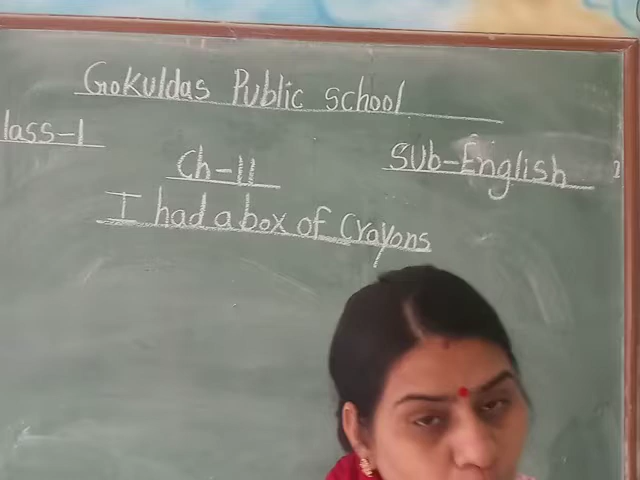 Gokuldas Public school
lass-1
Ch-11
Sub-English
I had a box of Crayons